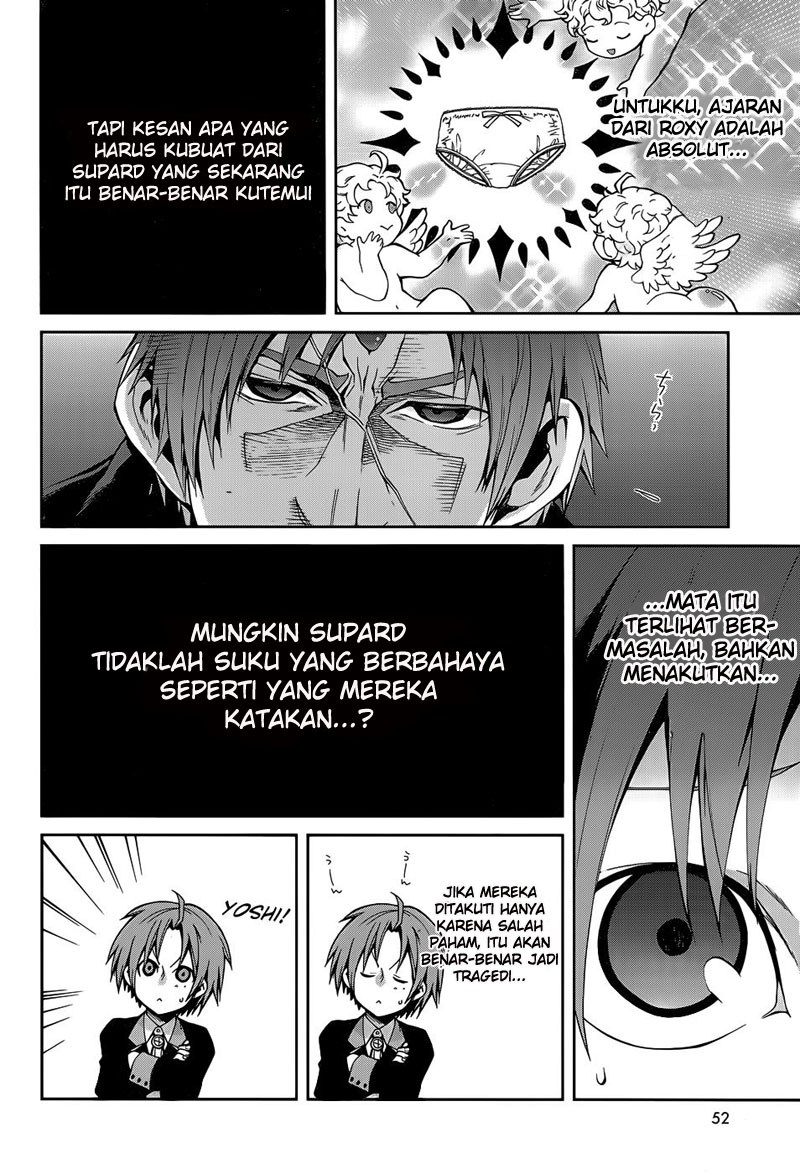 UNTUKKU, AJARAN
DARI ROXY ADALAH
ABSOLUT...
TAPI KESAN APA YANG
HARUS KUBUAT DARI
SUPARD YANG SEKARANG
ITU BENAR-BENAR KUTEMUI
ちら
...MATA ITU
TERLIHAT BER-
MASALAH, BAHKAN
MENAKUTKAN...
MUNGKIN SUPARD
TIDAKLAH SUKU YANG BERBAHAYA
SEPERTI YANG MEREKA
KATAKAN...?
JIKA MEREKA
DITAKUTI HANYA
KARENA SALAH
PAHAM, ITU AKAN
BENAR-BENAR JADI
TRAGEDI...
YOSHI!
52